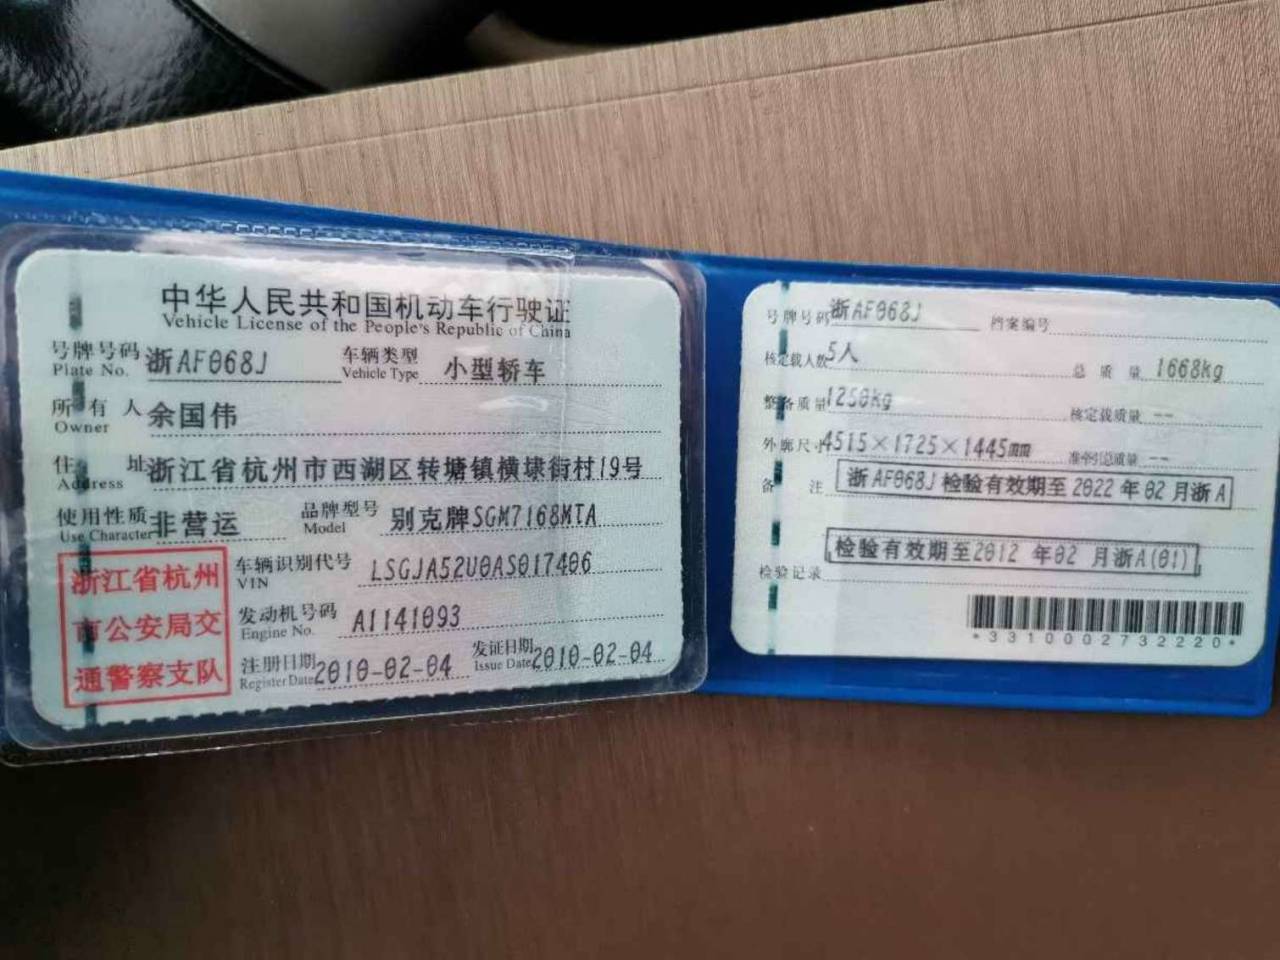 中华人民共和国机动车行驶证
Vehicle License of the People's Republic of China
号牌号码 浙AF068J 车辆类型 小型轿车
Plate No. Vehicle Type
所有人 余国伟
Owner
住址 浙江省杭州市西湖区转塘镇横埭街村19号
Address
使用性质 非营运 品牌型号 别克牌SGM7168MTA
Use Character Model
浙江省杭州
市公安局交
通警察支队
车辆识别代号 LSGJA52U0AS017406
VIN
发动机号码 A1141093
Engine No.
注册日期 2010-02-04 发证日期 2010-02-04
Register Date Issue Date
号牌号码 浙AF068J 档案编号
核定载人数 5人 总质量 1668kg
整备质量 1250kg 核定载质量 --
外廓尺寸 4515×1725×1445mm 准牵引总质量 --
备注 浙AF068J检验有效期至2022年02月浙A
检验有效期至2012 年02 月浙A(01)
检验记录
*3310002732220*